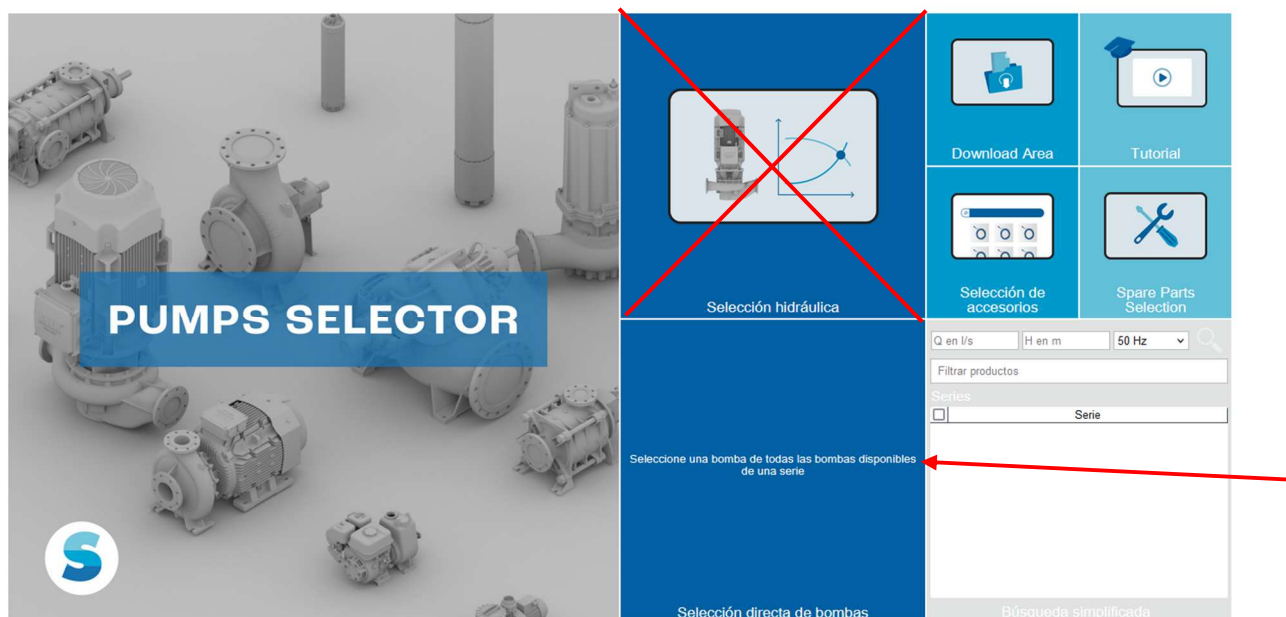 PUMPS SELECTOR
S
Selección hidráulica
Download Area
Tutorial
Selección de
accesorios
Spare Parts
Selection
Seleccione una bomba de todas las bombas disponibles
de una serie
Selección directa de bombas
Q en l/s
H en m
50 Hz
Filtrar productos
Series
Serie
Búsqueda simplificada